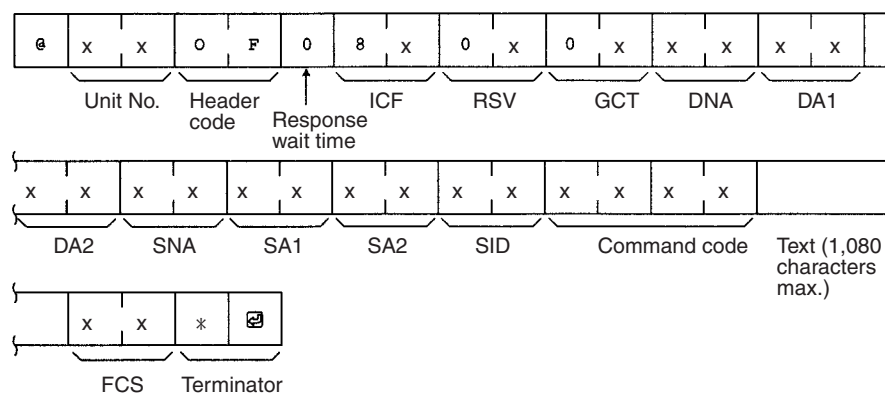 @ x x O F 0 8 x 0 x 0 x x x x x
Unit No. Header code Response wait time ICF RSV GCT DNA DA1
x x x x x x x x x x x x x x
DA2 SNA SA1 SA2 SID Command code Text (1,080 characters max.)
x x * ↵
FCS Terminator